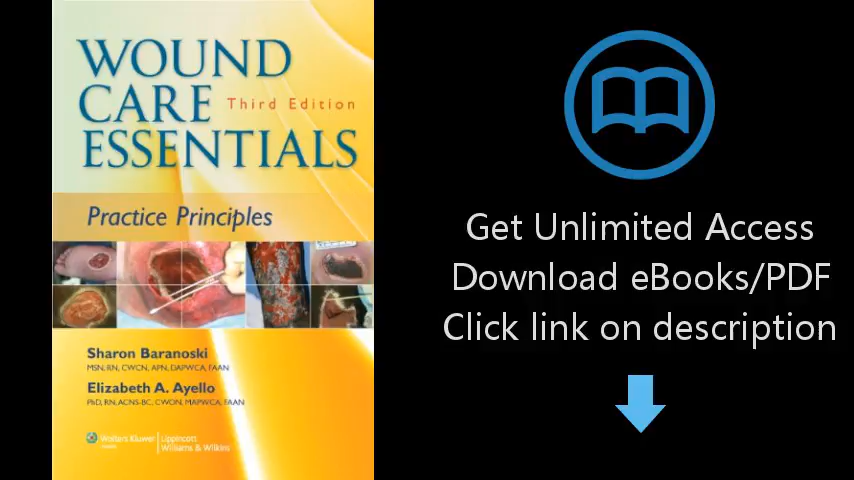 WOUND
CARE Third Edition
ESSENTIALS
Practice Principles
Sharon Baranoski
MSN, RN, CWCN, APN, DAPWCA, FAAN
Elizabeth A. Ayello
PhD, RN, ACNS-BC, CWON, MAPWCA, FAAN
Wolters Kluwer | Lippincott
Williams & Wilkins
Get Unlimited Access
Download eBooks/PDF
Click link on description